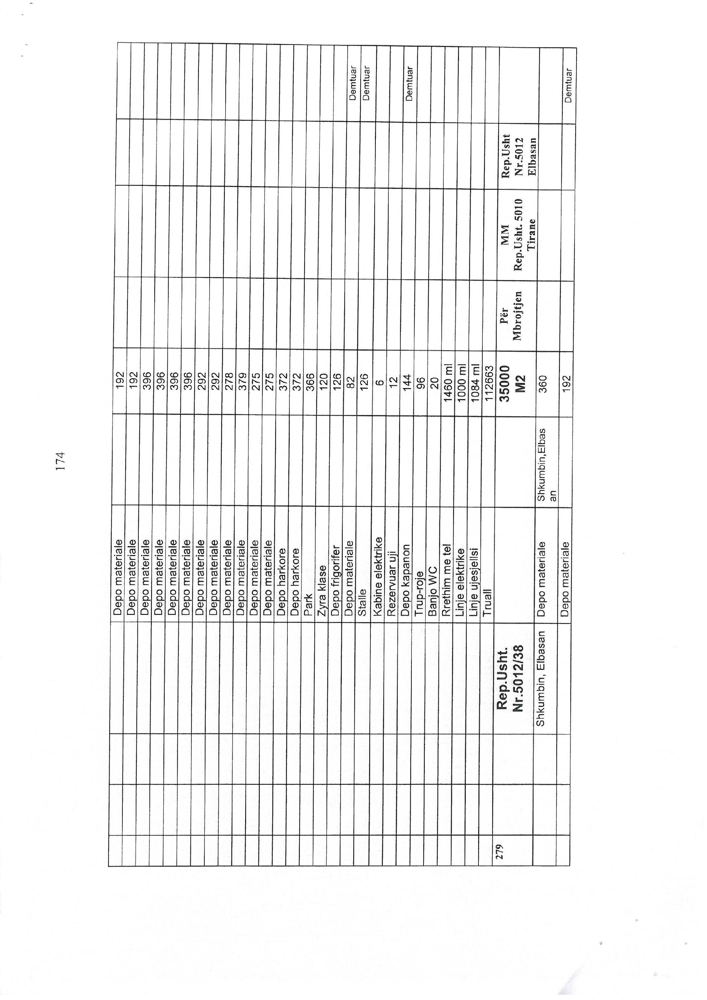 174
Depo materiale 192
Depo materiale 192
Depo materiale 396
Depo materiale 396
Depo materiale 396
Depo materiale 396
Depo materiale 292
Depo materiale 292
Depo materiale 278
Depo materiale 379
Depo materiale 275
Depo materiale 275
Depo harkore 372
Depo harkore 372
Park 366
Zyra klase 120
Depo frigorifer 126
Depo materiale 82 Demtuar
Stalle 126 Demtuar
Kabine elektrike 6
Rezervuar uji 12
Depo kapanon 144 Demtuar
Trup-roje 96
Banjo WC 20
Rrethim me tel 1460 ml
Linje elektrike 1000 ml
Linje ujesjellsi 1084 ml
Truall 112663
279 Rep.Usht. 35000 Për MM Rep.Usht
Nr.5012/38 M2 Mbrojtjen Rep.Usht. 5010 Nr.5012
Tirane Elbasan
Shkumbin, Elbasan Depo materiale Shkumbin,Elbas 360
an
Depo materiale 192 Demtuar